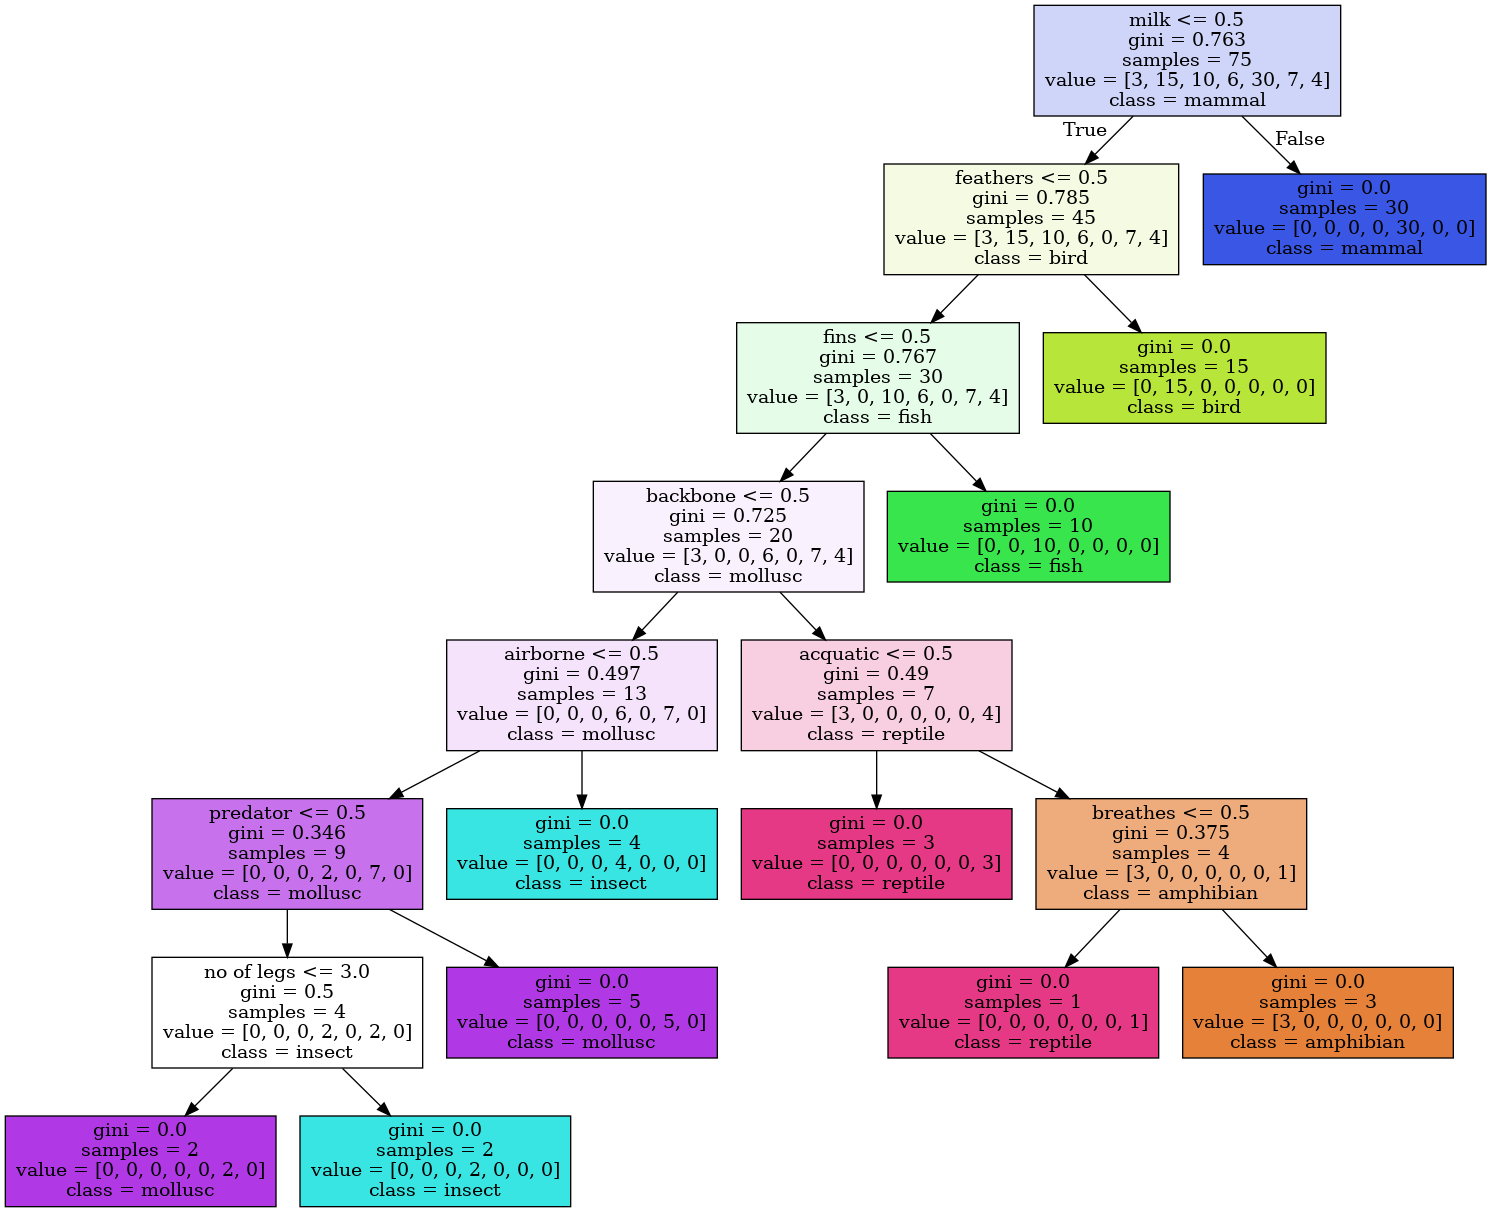 milk <= 0.5
gini = 0.763
samples = 75
value = [3, 15, 10, 6, 30, 7, 4]
class = mammal
True
False
feathers <= 0.5
gini = 0.785
samples = 45
value = [3, 15, 10, 6, 0, 7, 4]
class = bird
gini = 0.0
samples = 30
value = [0, 0, 0, 0, 30, 0, 0]
class = mammal
fins <= 0.5
gini = 0.767
samples = 30
value = [3, 0, 10, 6, 0, 7, 4]
class = fish
gini = 0.0
samples = 15
value = [0, 15, 0, 0, 0, 0, 0]
class = bird
backbone <= 0.5
gini = 0.725
samples = 20
value = [3, 0, 0, 6, 0, 7, 4]
class = mollusc
gini = 0.0
samples = 10
value = [0, 0, 10, 0, 0, 0, 0]
class = fish
airborne <= 0.5
gini = 0.497
samples = 13
value = [0, 0, 0, 6, 0, 7, 0]
class = mollusc
acquatic <= 0.5
gini = 0.49
samples = 7
value = [3, 0, 0, 0, 0, 0, 4]
class = reptile
predator <= 0.5
gini = 0.346
samples = 9
value = [0, 0, 0, 2, 0, 7, 0]
class = mollusc
gini = 0.0
samples = 4
value = [0, 0, 0, 4, 0, 0, 0]
class = insect
gini = 0.0
samples = 3
value = [0, 0, 0, 0, 0, 0, 3]
class = reptile
breathes <= 0.5
gini = 0.375
samples = 4
value = [3, 0, 0, 0, 0, 0, 1]
class = amphibian
no of legs <= 3.0
gini = 0.5
samples = 4
value = [0, 0, 0, 2, 0, 2, 0]
class = insect
gini = 0.0
samples = 5
value = [0, 0, 0, 0, 0, 5, 0]
class = mollusc
gini = 0.0
samples = 1
value = [0, 0, 0, 0, 0, 0, 1]
class = reptile
gini = 0.0
samples = 3
value = [3, 0, 0, 0, 0, 0, 0]
class = amphibian
gini = 0.0
samples = 2
value = [0, 0, 0, 0, 0, 2, 0]
class = mollusc
gini = 0.0
samples = 2
value = [0, 0, 0, 2, 0, 0, 0]
class = insect